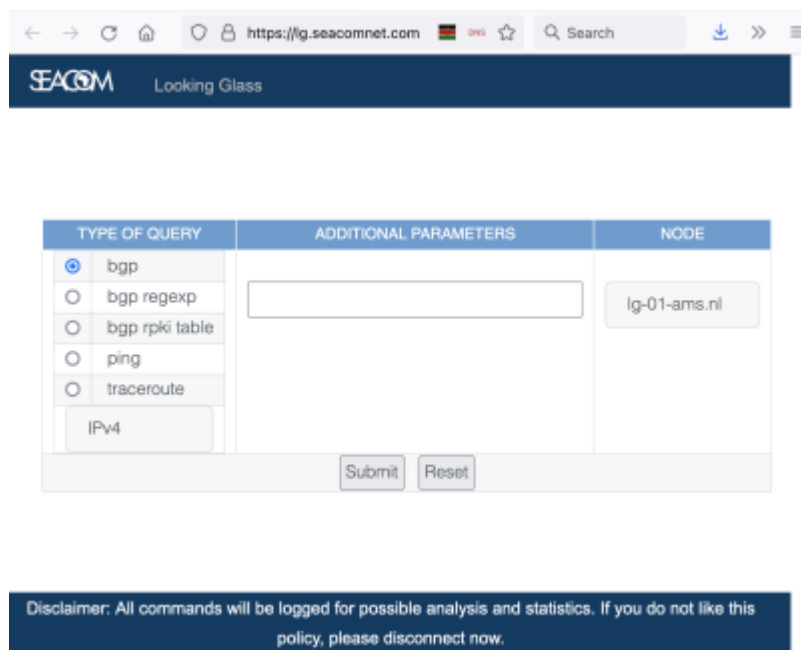 https://lg.seacomnet.com
Search
SEACOM Looking Glass
TYPE OF QUERY ADDITIONAL PARAMETERS NODE
bgp
bgp regexp
lg-01-ams.nl
bgp rpki table
ping
traceroute
IPv4
Submit Reset
Disclaimer: All commands will be logged for possible analysis and statistics. If you do not like this
policy, please disconnect now.